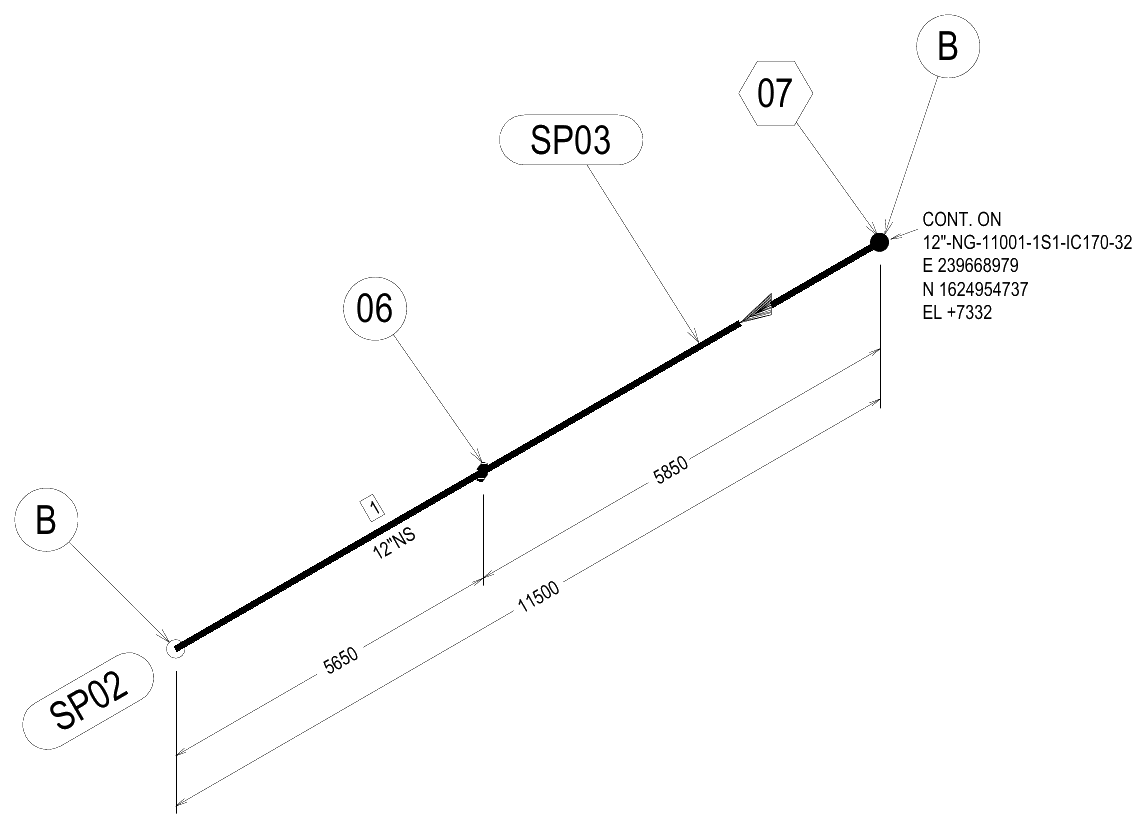 B
07
SP03
CONT. ON
12"-NG-11001-1S1-IC170-32
E 239668979
N 1624954737
EL +7332
06
5850
1
12"NS
B
11500
5650
SP02